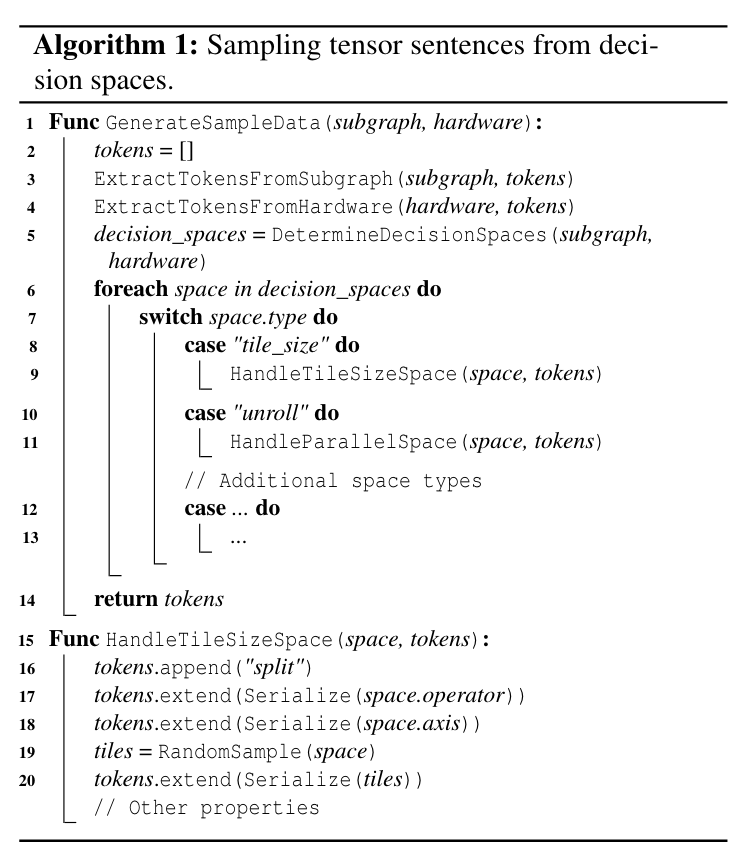 Algorithm 1: Sampling tensor sentences from deci-
sion spaces.
1 Func GenerateSampleData(subgraph, hardware):
2 tokens = []
3 ExtractTokensFromSubgraph(subgraph, tokens)
4 ExtractTokensFromHardware(hardware, tokens)
5 decision_spaces = DetermineDecisionSpaces(subgraph,
hardware)
6 foreach space in decision_spaces do
7 switch space.type do
8 case "tile_size" do
9 HandleTileSizeSpace(space, tokens)
10 case "unroll" do
11 HandleParallelSpace(space, tokens)
// Additional space types
12 case ... do
13 ...
14 return tokens
15 Func HandleTileSizeSpace(space, tokens):
16 tokens.append("split")
17 tokens.extend(Serialize(space.operator))
18 tokens.extend(Serialize(space.axis))
19 tiles = RandomSample(space)
20 tokens.extend(Serialize(tiles))
// Other properties